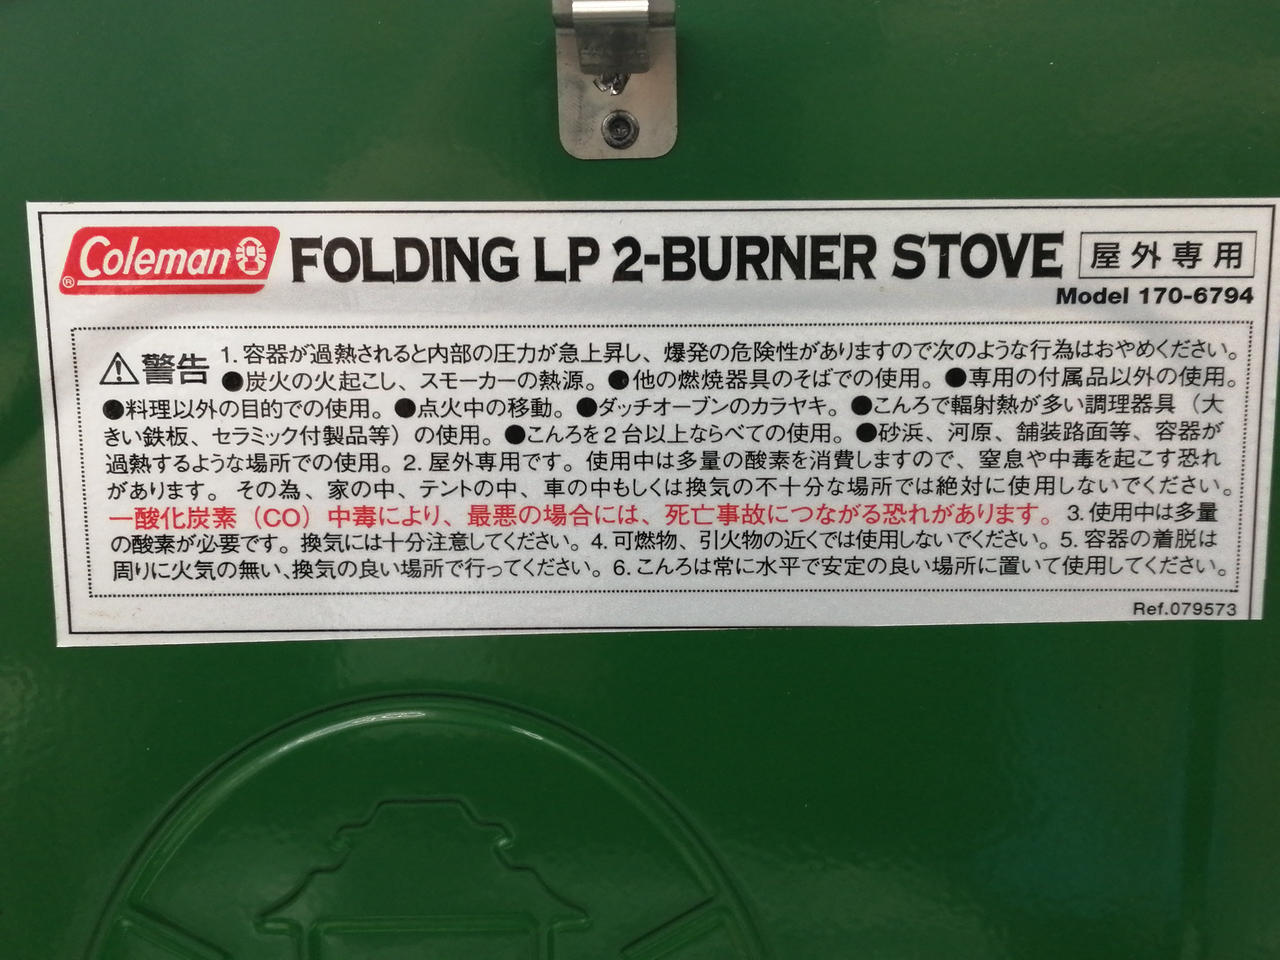 Coleman® FOLDING LP 2-BURNER STOVE 屋外専用
Model 170-6794
警告 1. 容器が過熱されると内部の圧力が急上昇し、爆発の危険性がありますので次のような行為はおやめください。
●炭火の火起こし、スモーカーの熱源。●他の燃焼器具のそばでの使用。●専用の付属品以外の使用。
●料理以外の目的での使用。●点火中の移動。●ダッチオーブンのカラヤキ。●こんろで輻射熱が多い調理器具（大
きい鉄板、セラミック付製品等）の使用。●こんろを2台以上ならべての使用。●砂浜、河原、舗装路面等、容器が
過熱するような場所での使用。2. 屋外専用です。使用中は多量の酸素を消費しますので、窒息や中毒を起こす恐れ
があります。その為、家の中、テントの中、車の中もしくは換気の不十分な場所では絶対に使用しないでください。
一酸化炭素（CO）中毒により、最悪の場合には、死亡事故につながる恐れがあります。3. 使用中は多量
の酸素が必要です。換気には十分注意してください。4. 可燃物、引火物の近くでは使用しないでください。5. 容器の着脱は
周りに火気の無い、換気の良い場所で行ってください。6. こんろは常に水平で安定の良い場所に置いて使用してください。
Ref.079573